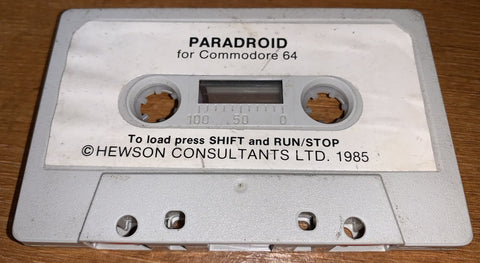 PARADROID
for Commodore 64
100 50 0
To load press SHIFT and RUN/STOP
©HEWSON CONSULTANTS LTD. 1985